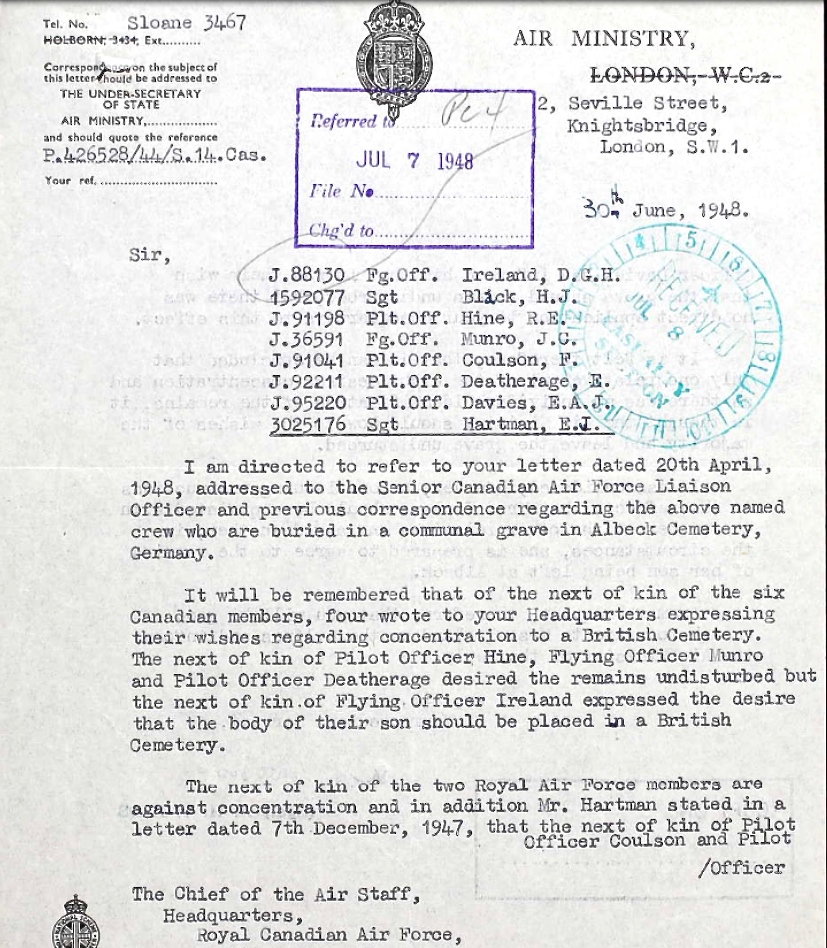 Tel. No. Sloane 3467
HOLBORN, 3434, Ext..........
Correspondence on the subject of
this letter should be addressed to
THE UNDER-SECRETARY
OF STATE
AIR MINISTRY,.................
and should quote the reference
P.426528/44/S.14.Cas.
Your ref. .............................
AIR MINISTRY,
LONDON, W.C.2
2, Seville Street,
Knightsbridge,
London, S.W.1.
30th June, 1948.
Referred to
JUL 7 1948
File No
Chg'd to
Sir,
J.88130 Fg.Off. Ireland, D.G.H.
1592077 Sgt Blick, H.J.
J.91198 Plt.Off. Hine, R.E.
J.36591 Fg.Off. Munro, J.C.
J.91041 Plt.Off. Coulson, F.
J.92211 Plt.Off. Deatherage, E.
J.95220 Plt.Off. Davies, E.A.J.
3025176 Sgt Hartman, E.J.
RECEIVED
JUL 8
I am directed to refer to your letter dated 20th April,
1948, addressed to the Senior Canadian Air Force Liaison
Officer and previous correspondence regarding the above named
crew who are buried in a communal grave in Albeck Cemetery,
Germany.
It will be remembered that of the next of kin of the six
Canadian members, four wrote to your Headquarters expressing
their wishes regarding concentration to a British Cemetery.
The next of kin of Pilot Officer Hine, Flying Officer Munro
and Pilot Officer Deatherage desired the remains undisturbed but
the next of kin of Flying Officer Ireland expressed the desire
that the body of their son should be placed in a British
Cemetery.
The next of kin of the two Royal Air Force members are
against concentration and in addition Mr. Hartman stated in a
letter dated 7th December, 1947, that the next of kin of Pilot
Officer Coulson and Pilot
/Officer
The Chief of the Air Staff,
Headquarters,
Royal Canadian Air Force,